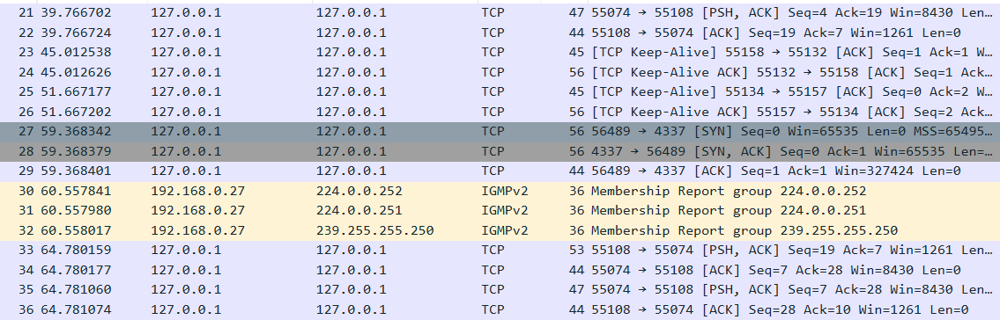 21 39.766702 127.0.0.1 127.0.0.1 TCP 47 55074 → 55108 [PSH, ACK] Seq=4 Ack=19 Win=8430 Len…
22 39.766724 127.0.0.1 127.0.0.1 TCP 44 55108 → 55074 [ACK] Seq=19 Ack=7 Win=1261 Len=0
23 45.012538 127.0.0.1 127.0.0.1 TCP 45 [TCP Keep-Alive] 55158 → 55132 [ACK] Seq=1 Ack=1 W…
24 45.012626 127.0.0.1 127.0.0.1 TCP 56 [TCP Keep-Alive ACK] 55132 → 55158 [ACK] Seq=1 Ack…
25 51.667177 127.0.0.1 127.0.0.1 TCP 45 [TCP Keep-Alive] 55134 → 55157 [ACK] Seq=0 Ack=2 W…
26 51.667202 127.0.0.1 127.0.0.1 TCP 56 [TCP Keep-Alive ACK] 55157 → 55134 [ACK] Seq=2 Ack…
27 59.368342 127.0.0.1 127.0.0.1 TCP 56 56489 → 4337 [SYN] Seq=0 Win=65535 Len=0 MSS=65495…
28 59.368379 127.0.0.1 127.0.0.1 TCP 56 4337 → 56489 [SYN, ACK] Seq=0 Ack=1 Win=65535 Len=…
29 59.368401 127.0.0.1 127.0.0.1 TCP 44 56489 → 4337 [ACK] Seq=1 Ack=1 Win=327424 Len=0
30 60.557841 192.168.0.27 224.0.0.252 IGMPv2 36 Membership Report group 224.0.0.252
31 60.557980 192.168.0.27 224.0.0.251 IGMPv2 36 Membership Report group 224.0.0.251
32 60.558017 192.168.0.27 239.255.255.250 IGMPv2 36 Membership Report group 239.255.255.250
33 64.780159 127.0.0.1 127.0.0.1 TCP 53 55108 → 55074 [PSH, ACK] Seq=19 Ack=7 Win=1261 Len…
34 64.780177 127.0.0.1 127.0.0.1 TCP 44 55074 → 55108 [ACK] Seq=7 Ack=28 Win=8430 Len=0
35 64.781060 127.0.0.1 127.0.0.1 TCP 47 55074 → 55108 [PSH, ACK] Seq=7 Ack=28 Win=8430 Len…
36 64.781074 127.0.0.1 127.0.0.1 TCP 44 55108 → 55074 [ACK] Seq=28 Ack=10 Win=1261 Len=0